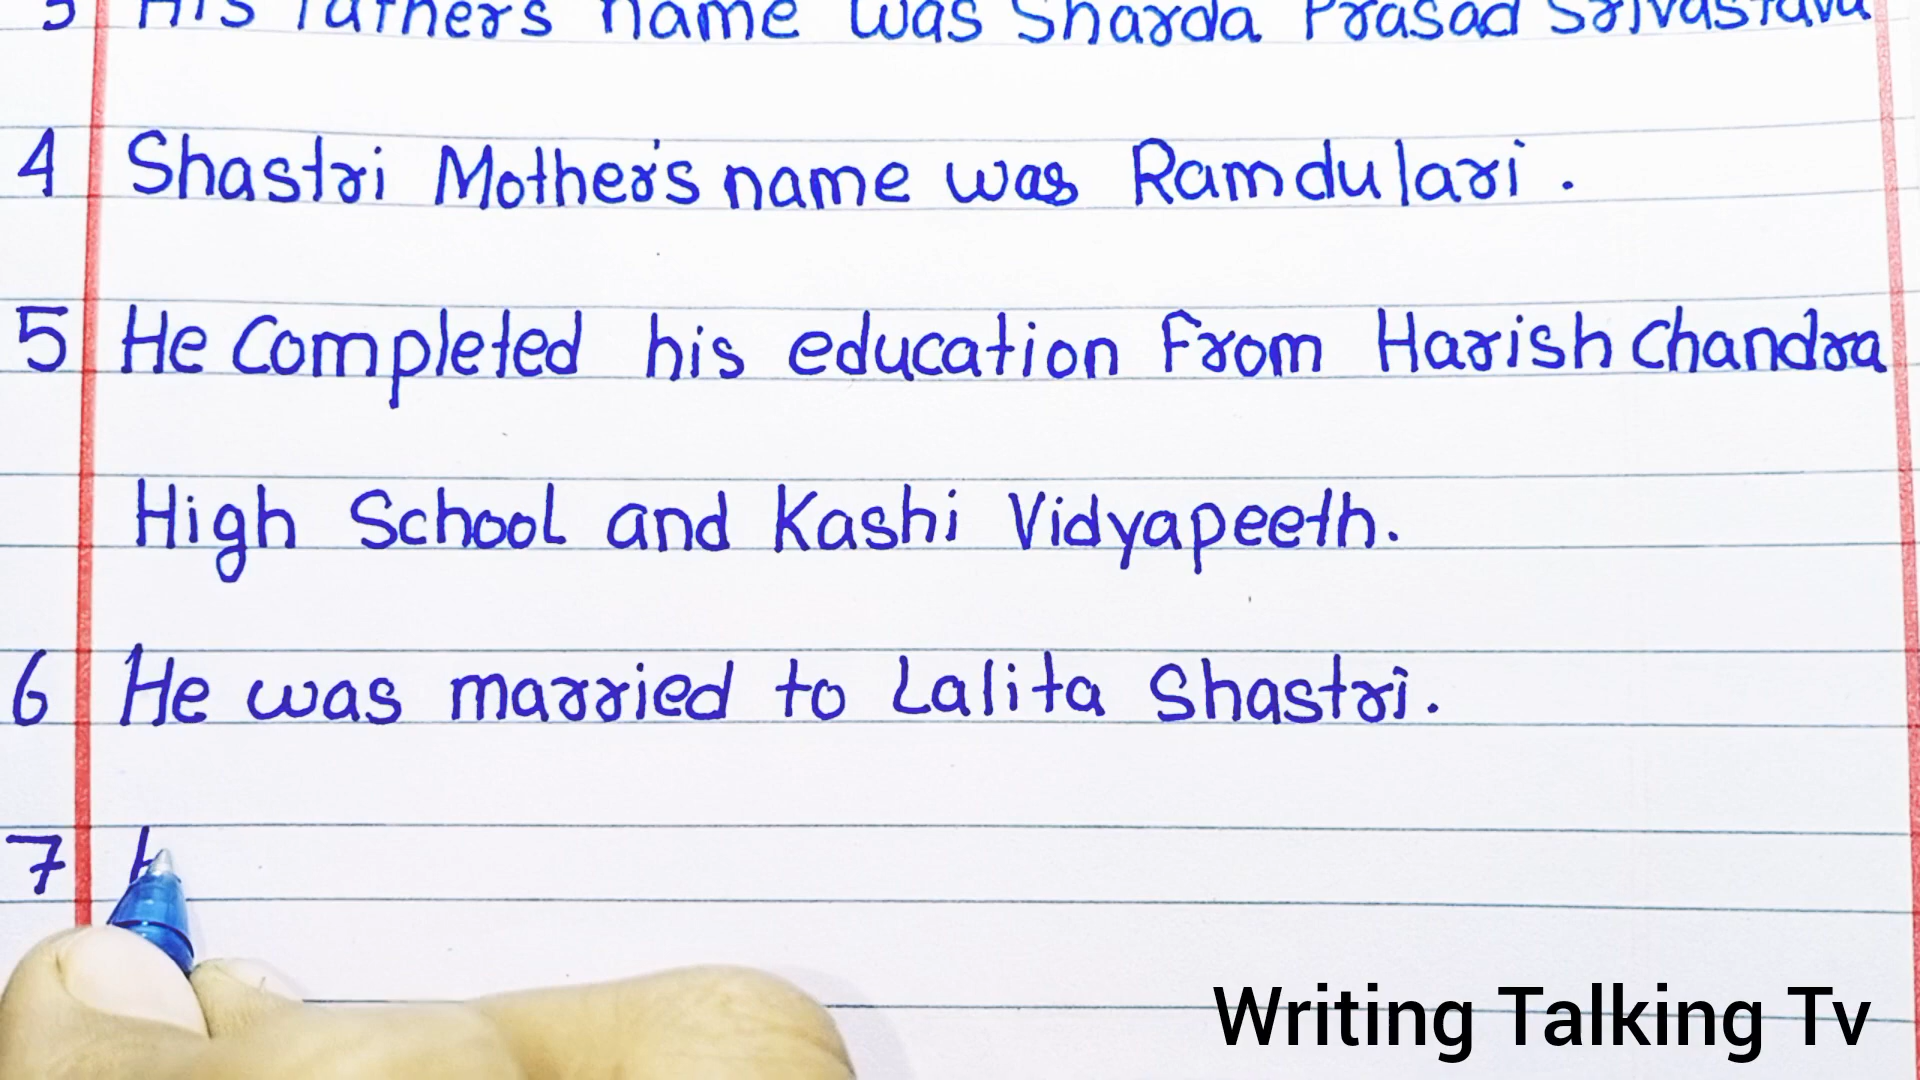 3 His fathers name was Sharda Prasad Srivastava
4 Shastri Mother's name was Ramdulari.
5 He Completed his education From Harish Chandra
High School and Kashi Vidyapeeth.
6 He was married to Lalita Shastri.
7
Writing Talking Tv